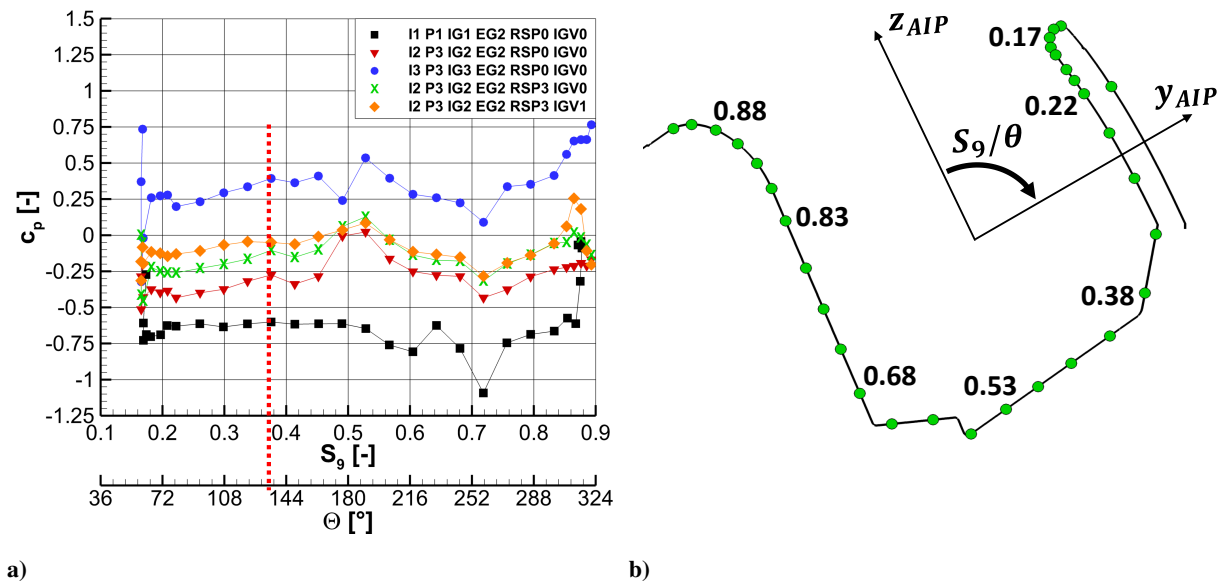 1.5
1.25
1
0.75
0.5
0.25
0
-0.25
-0.5
-0.75
-1
-1.25
c_p [-]
I1 P1 IG1 EG2 RSP0 IGV0
I2 P3 IG2 EG2 RSP0 IGV0
I3 P3 IG3 EG2 RSP0 IGV0
I2 P3 IG2 EG2 RSP3 IGV0
I2 P3 IG2 EG2 RSP3 IGV1
0.1 0.2 0.3 0.4 0.5 0.6 0.7 0.8 0.9
S_9 [-]
36 72 108 144 180 216 252 288 324
Θ [°]
a)
z_AIP
0.17
y_AIP
0.22
S_9/θ
0.88
0.83
0.38
0.68
0.53
b)